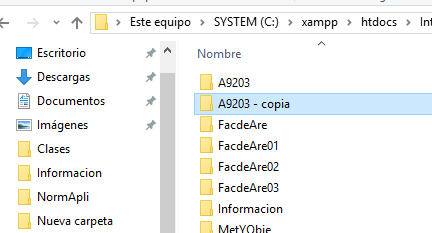 Este equipo > SYSTEM (C:) > xampp > htdocs >
Escritorio
Descargas
Documentos
Imágenes
Clases
Informacion
NormApli
Nueva carpeta
Nombre
A9203
A9203 - copia
FacdeAre
FacdeAre01
FacdeAre02
FacdeAre03
Informacion
MetYObje